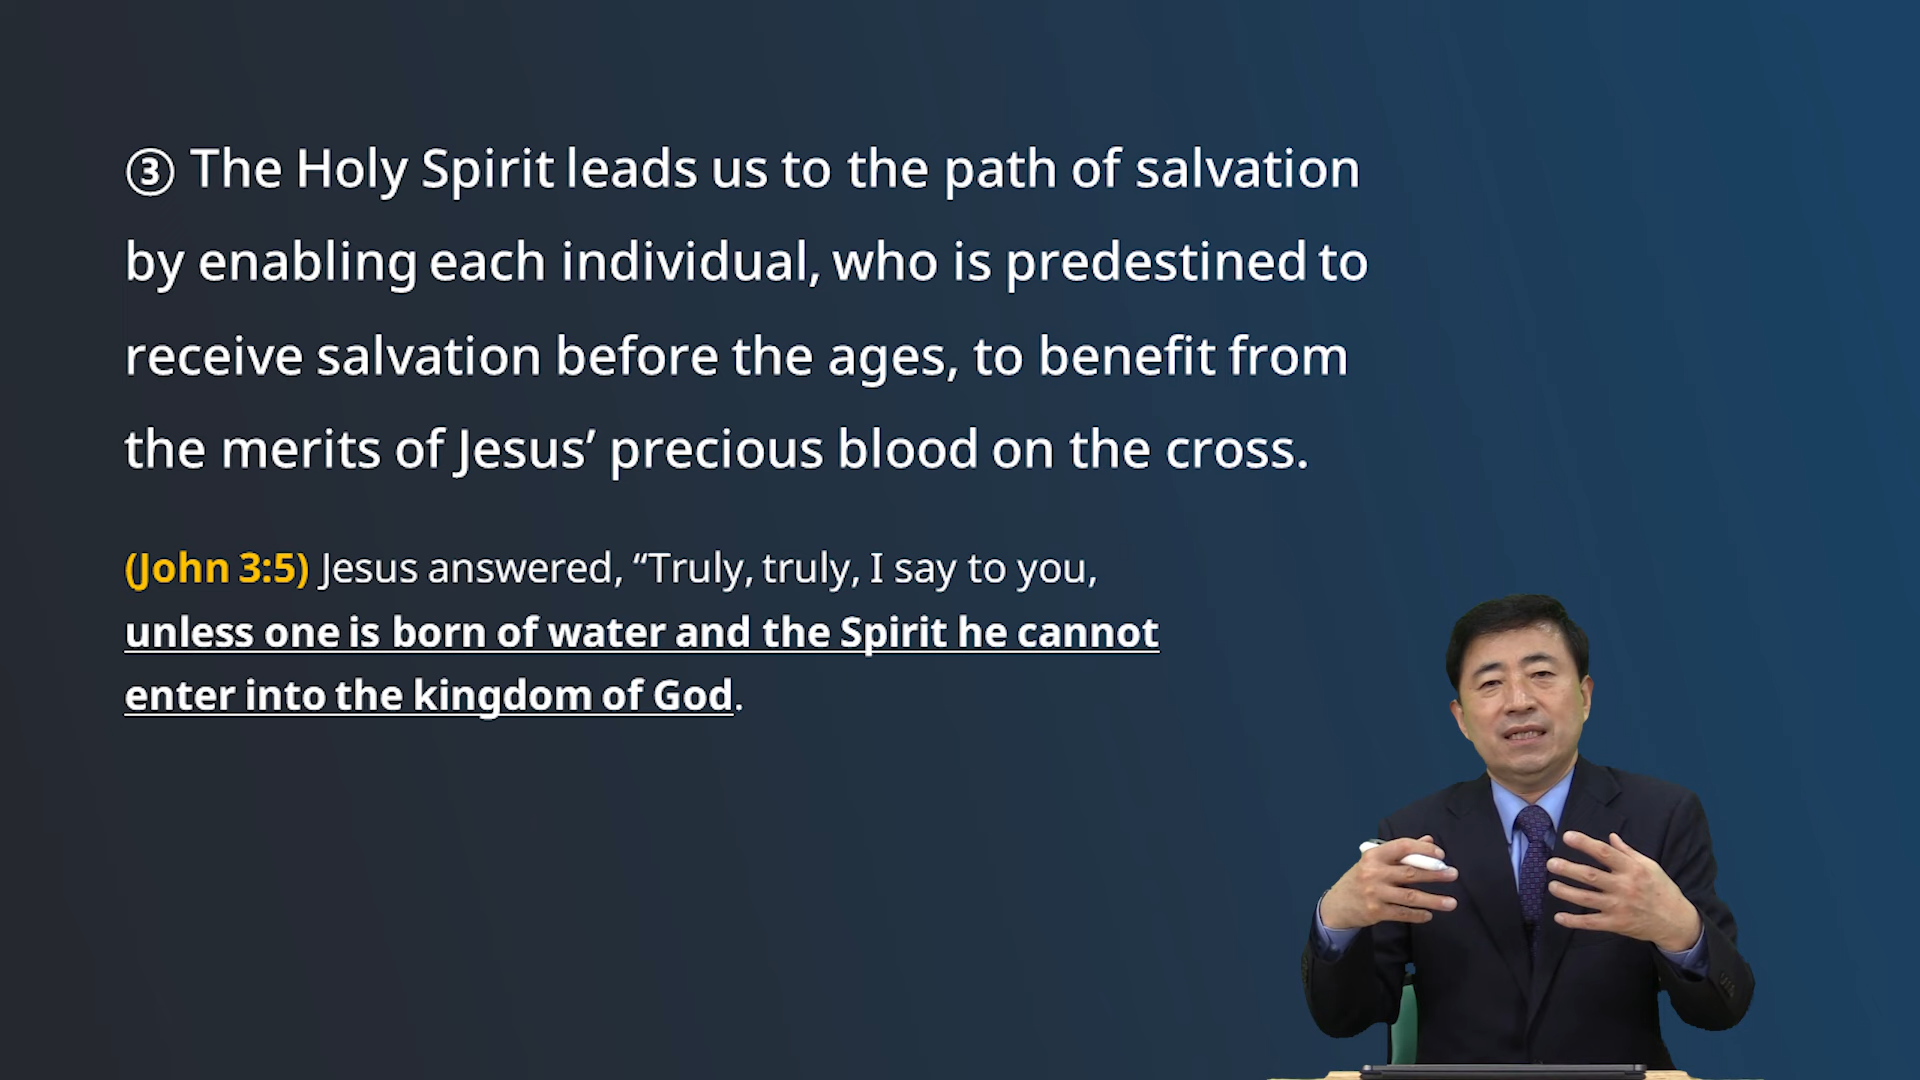 ③ The Holy Spirit leads us to the path of salvation
by enabling each individual, who is predestined to
receive salvation before the ages, to benefit from
the merits of Jesus’ precious blood on the cross.
(John 3:5) Jesus answered, “Truly, truly, I say to you,
unless one is born of water and the Spirit he cannot
enter into the kingdom of God.